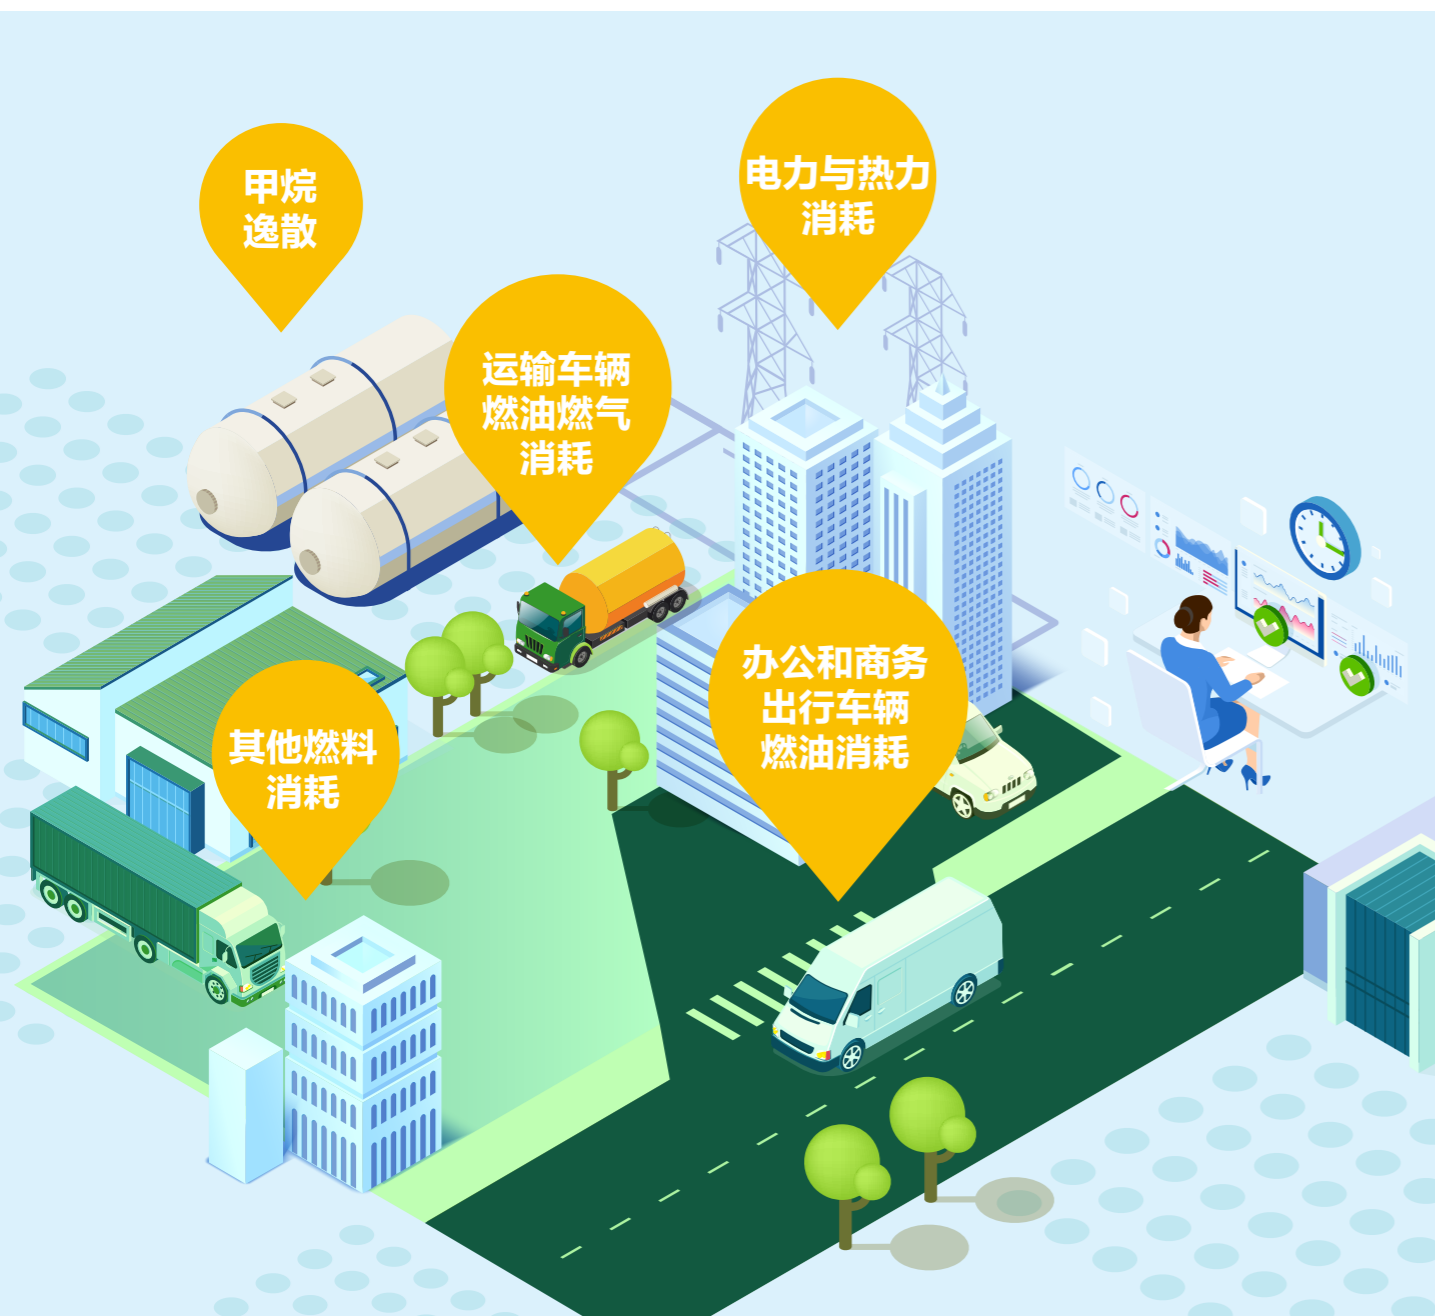 甲烷
逸散
电力与热力
消耗
运输车辆
燃油燃气
消耗
办公和商务
出行车辆
燃油消耗
其他燃料
消耗